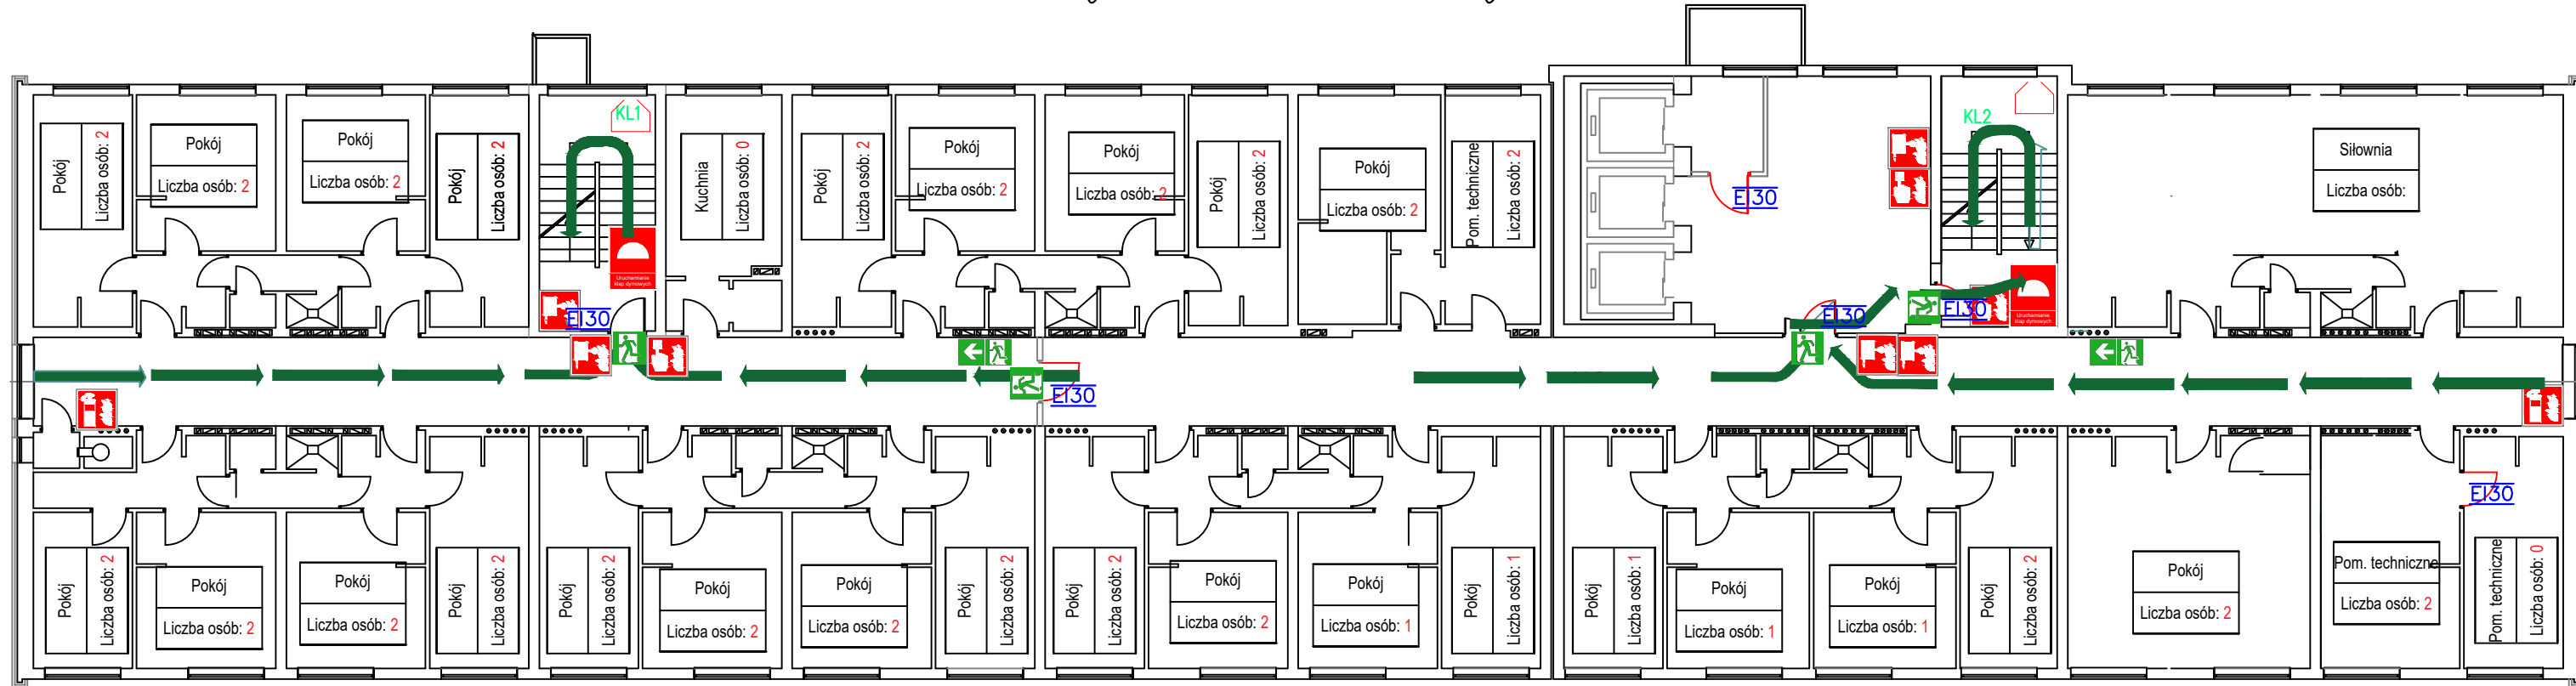 Pokój
Liczba osób: 2
Pokój
Liczba osób: 2
Pokój
Liczba osób: 2
Pokój
Liczba osób: 2
KL1
Uruchamianie
klap dymowych
EI30
Kuchnia
Liczba osób: 0
Pokój
Liczba osób: 2
Pokój
Liczba osób: 2
Pokój
Liczba osób: 2
Pokój
Liczba osób: 2
Pokój
Liczba osób: 2
Pom. techniczne
Liczba osób: 2
EI30
EI30
KL2
EI30
Uruchamianie
klap dymowych
Siłownia
Liczba osób:
EI30
Pokój
Liczba osób: 2
Pokój
Liczba osób: 2
Pokój
Liczba osób: 2
Pokój
Liczba osób: 2
Pokój
Liczba osób: 2
Pokój
Liczba osób: 2
Pokój
Liczba osób: 2
Pokój
Liczba osób: 2
Pokój
Liczba osób: 2
Pokój
Liczba osób: 2
Pokój
Liczba osób: 1
Pokój
Liczba osób: 1
Pokój
Liczba osób: 1
Pokój
Liczba osób: 1
Pokój
Liczba osób: 1
Pokój
Liczba osób: 2
Pokój
Liczba osób: 2
Pom. techniczne
Liczba osób: 2
EI30
Pom. techniczne
Liczba osób: 0